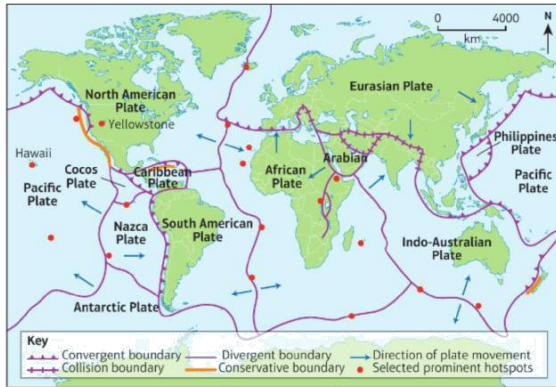 0 4000
km
N
North American
Plate
Yellowstone
Eurasian Plate
Hawaii
Pacific
Plate
Cocos
Plate
Caribbean
Plate
African
Plate
Arabian
Philippines
Plate
Pacific
Plate
Nazca
Plate
South American
Plate
Indo-Australian
Plate
Antarctic Plate
Key
Convergent boundary
Divergent boundary
Direction of plate movement
Collision boundary
Conservative boundary
Selected prominent hotspots